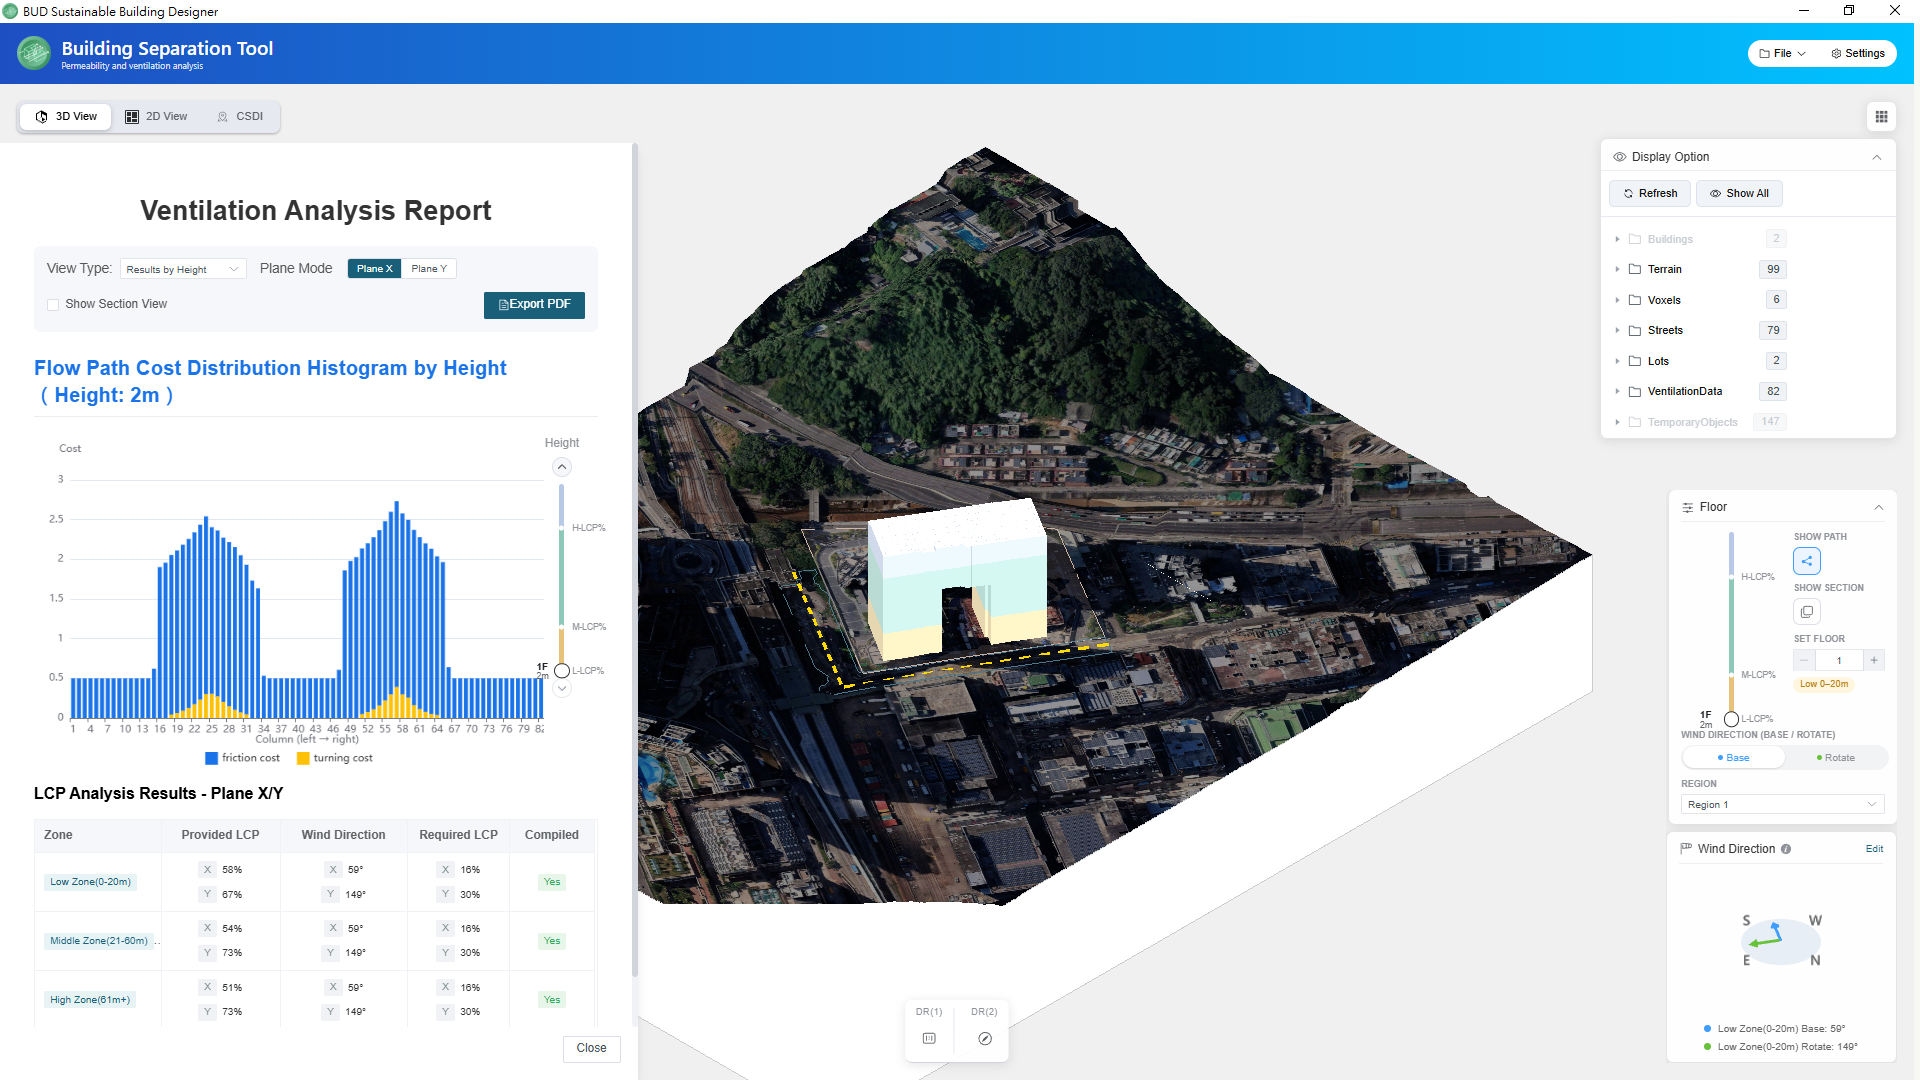 BUD Sustainable Building Designer
Building Separation Tool
Permeability and ventilation analysis
File
Settings
3D View
2D View
CSDI
Ventilation Analysis Report
View Type: Results by Height Plane Mode Plane X Plane Y
Show Section View
Export PDF
Flow Path Cost Distribution Histogram by Height
( Height: 2m )
Cost
Height
3
2.5
2
1.5
1
0.5
0
1 4 7 10 13 16 19 22 25 28 31 34 37 40 43 46 49 52 55 58 61 64 67 70 73 76 79 82
Column (left → right)
friction cost
turning cost
H-LCP%
M-LCP%
1F
2m
L-LCP%
LCP Analysis Results - Plane X/Y
Zone Provided LCP Wind Direction Required LCP Compiled
Low Zone(0-20m)
X 58% X 59° X 16%
Y 67% Y 149° Y 30%
Yes
Middle Zone(21-60m) ..
X 54% X 59° X 16%
Y 73% Y 149° Y 30%
Yes
High Zone(61m+)
X 51% X 59° X 16%
Y 73% Y 149° Y 30%
Yes
Close
DR(1)
DR(2)
Display Option
Refresh
Show All
Buildings 2
Terrain 99
Voxels 6
Streets 79
Lots 2
VentilationData 82
TemporaryObjects 147
Floor
H-LCP%
M-LCP%
1F
2m
L-LCP%
SHOW PATH
SHOW SECTION
SET FLOOR
− 1 +
Low 0–20m
WIND DIRECTION (BASE / ROTATE)
Base
Rotate
REGION
Region 1
Wind Direction
Edit
S W
E N
Low Zone(0-20m) Base: 59°
Low Zone(0-20m) Rotate: 149°